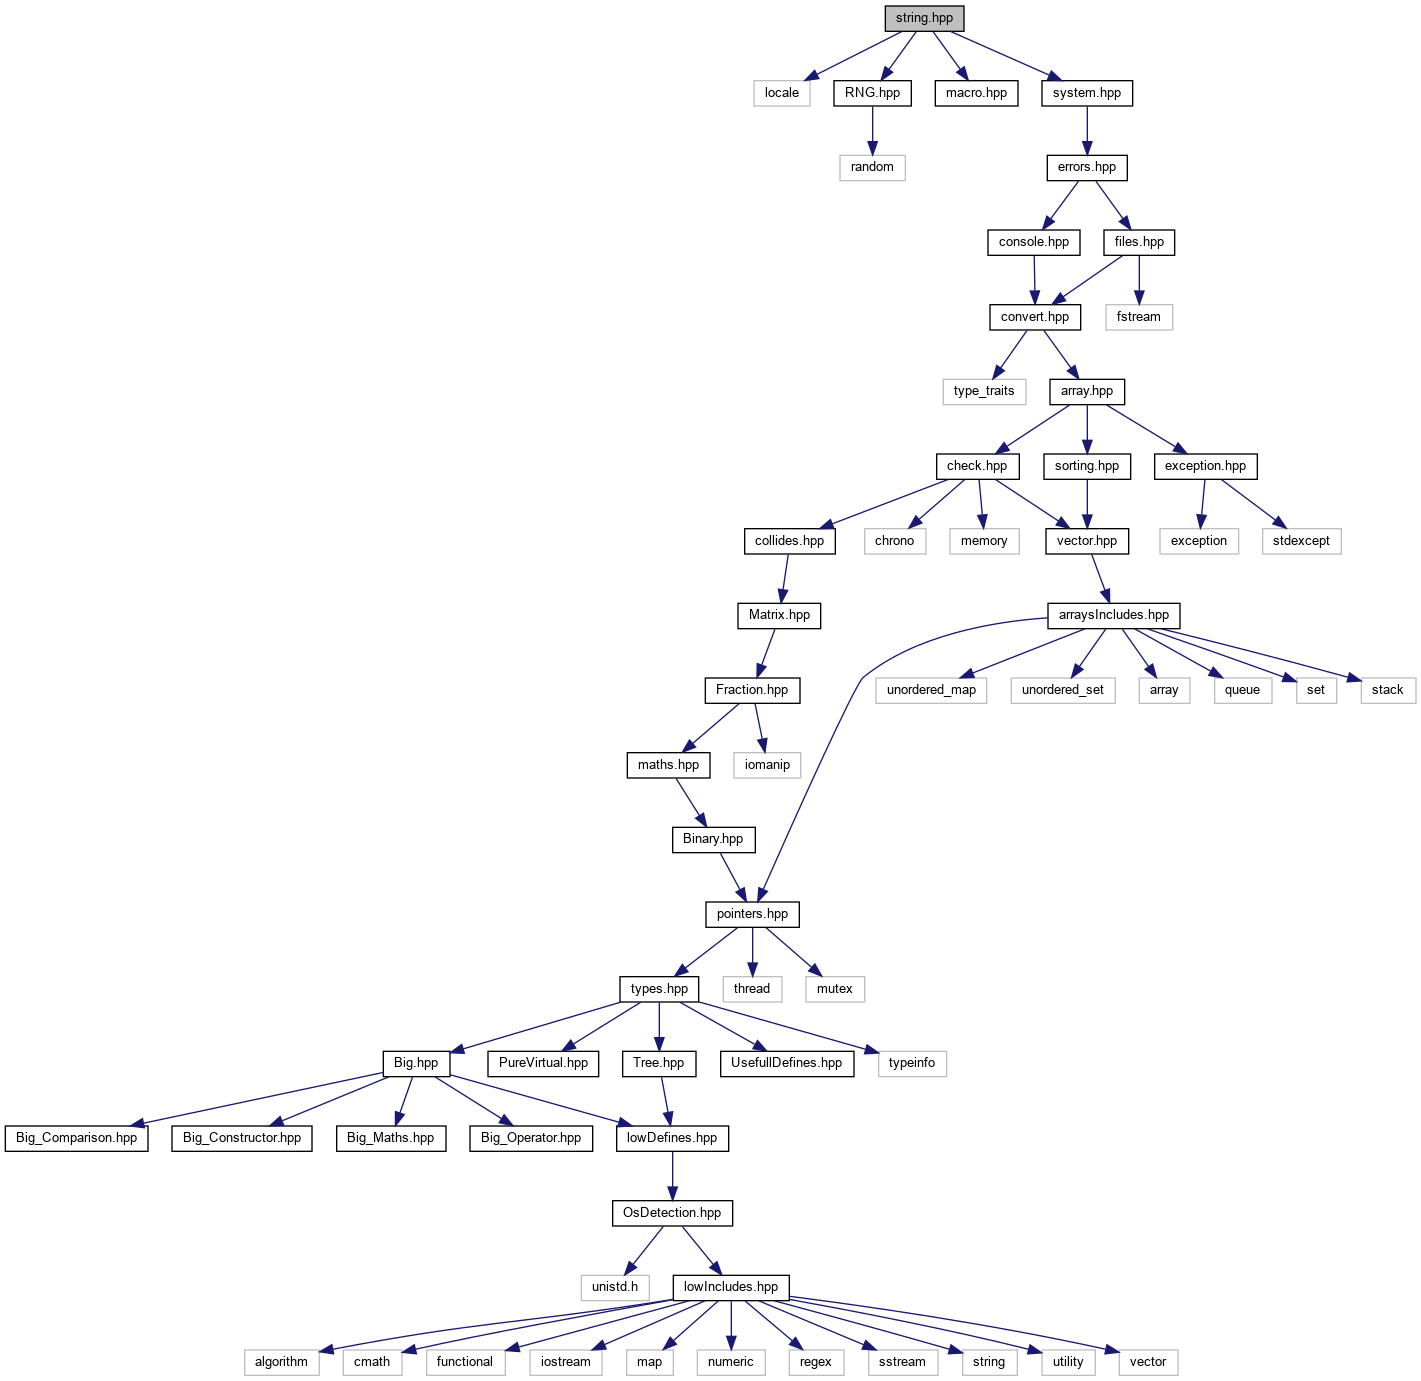 string.hpp
locale
RNG.hpp
macro.hpp
system.hpp
random
errors.hpp
console.hpp
files.hpp
convert.hpp
fstream
type_traits
array.hpp
check.hpp
sorting.hpp
exception.hpp
collides.hpp
chrono
memory
vector.hpp
exception
stdexcept
Matrix.hpp
arraysIncludes.hpp
Fraction.hpp
unordered_map
unordered_set
array
queue
set
stack
maths.hpp
iomanip
Binary.hpp
pointers.hpp
types.hpp
thread
mutex
Big.hpp
PureVirtual.hpp
Tree.hpp
UsefullDefines.hpp
typeinfo
Big_Comparison.hpp
Big_Constructor.hpp
Big_Maths.hpp
Big_Operator.hpp
lowDefines.hpp
OsDetection.hpp
unistd.h
lowIncludes.hpp
algorithm
cmath
functional
iostream
map
numeric
regex
sstream
string
utility
vector